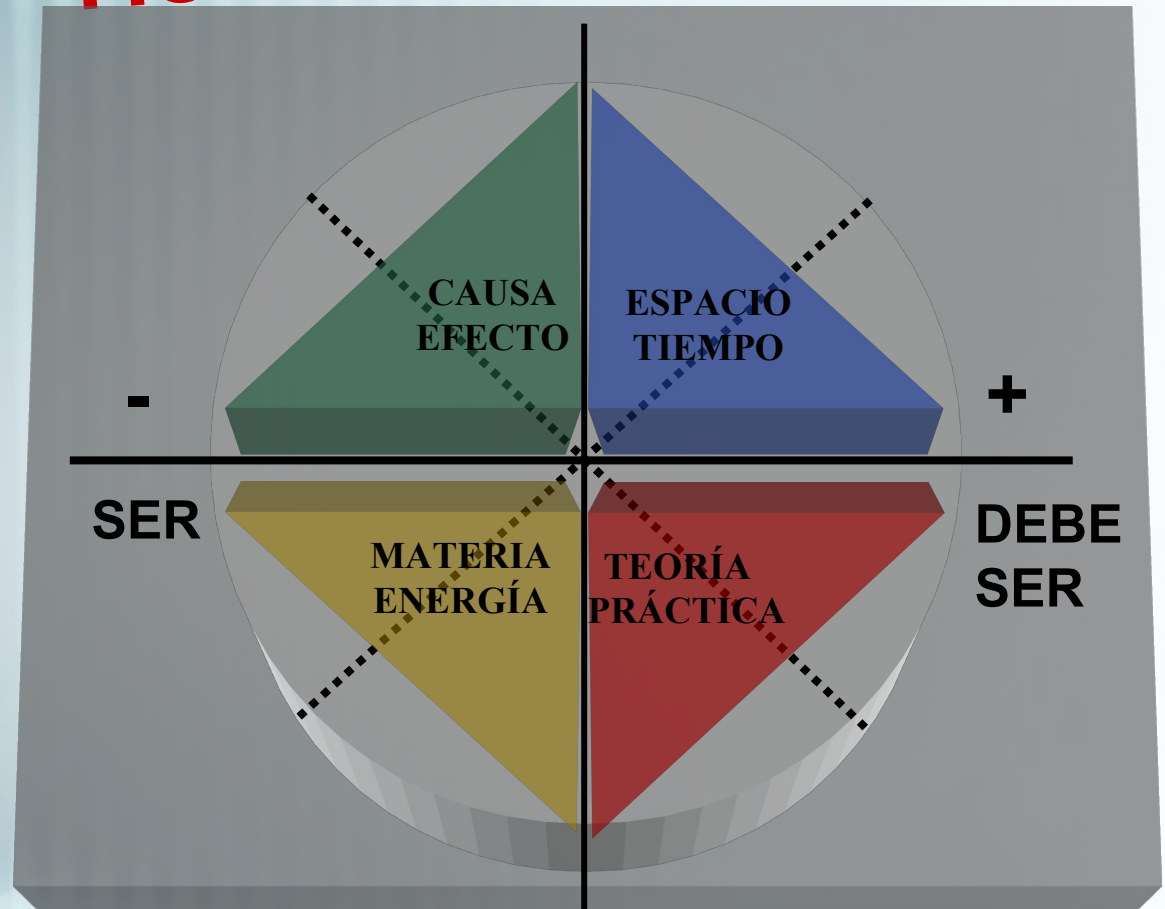 CAUSA
EFECTO
ESPACIO
TIEMPO
-
+
SER
DEBE
SER
MATERIA
ENERGÍA
TEORÍA
PRÁCTICA